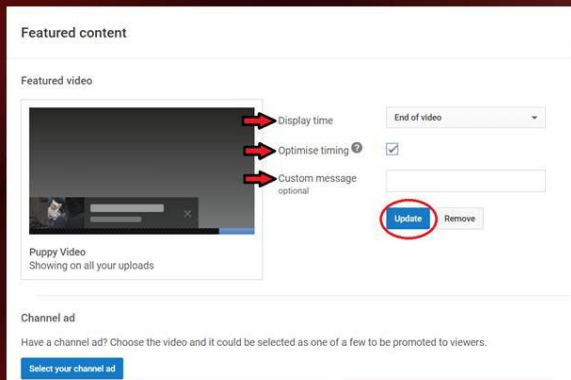 Featured content
Featured video
Display time
End of video
Optimise timing ?
Custom message
optional
Update
Remove
Puppy Video
Showing on all your uploads
Channel ad
Have a channel ad? Choose the video and it could be selected as one of a few to be promoted to viewers.
Select your channel ad